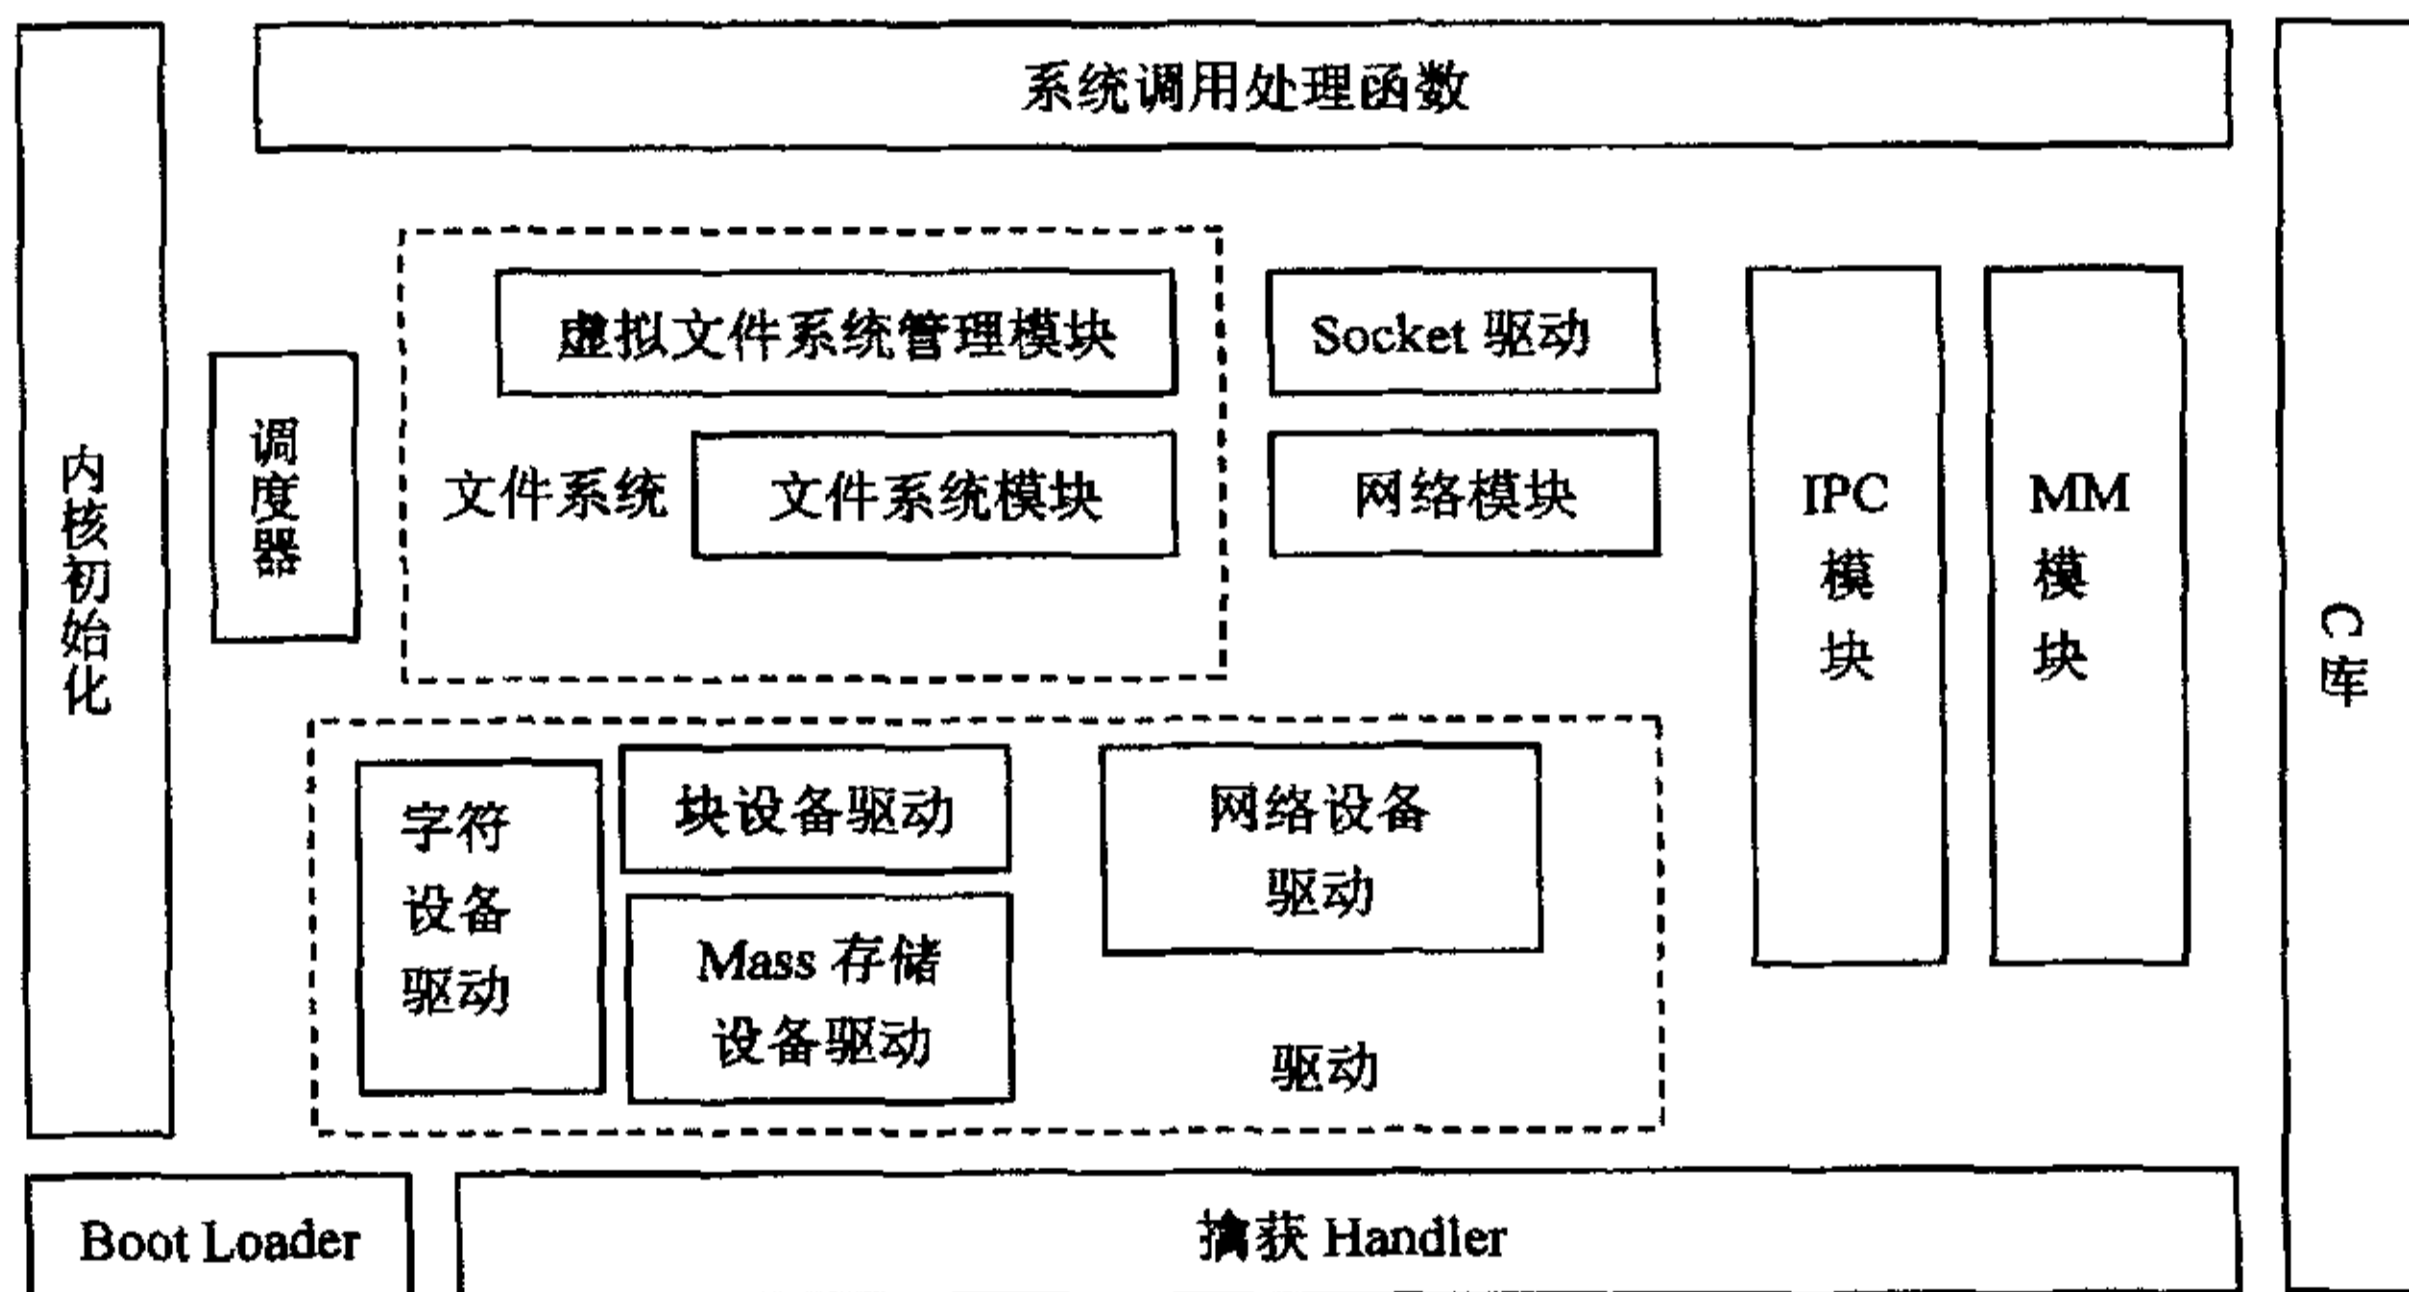 系统调用处理函数
内核初始化
调度器
虚拟文件系统管理模块
Socket 驱动
文件系统
文件系统模块
网络模块
IPC
模
块
MM
模
块
C库
字符
设备
驱动
块设备驱动
Mass 存储
设备驱动
网络设备
驱动
驱动
Boot Loader
擒获 Handler